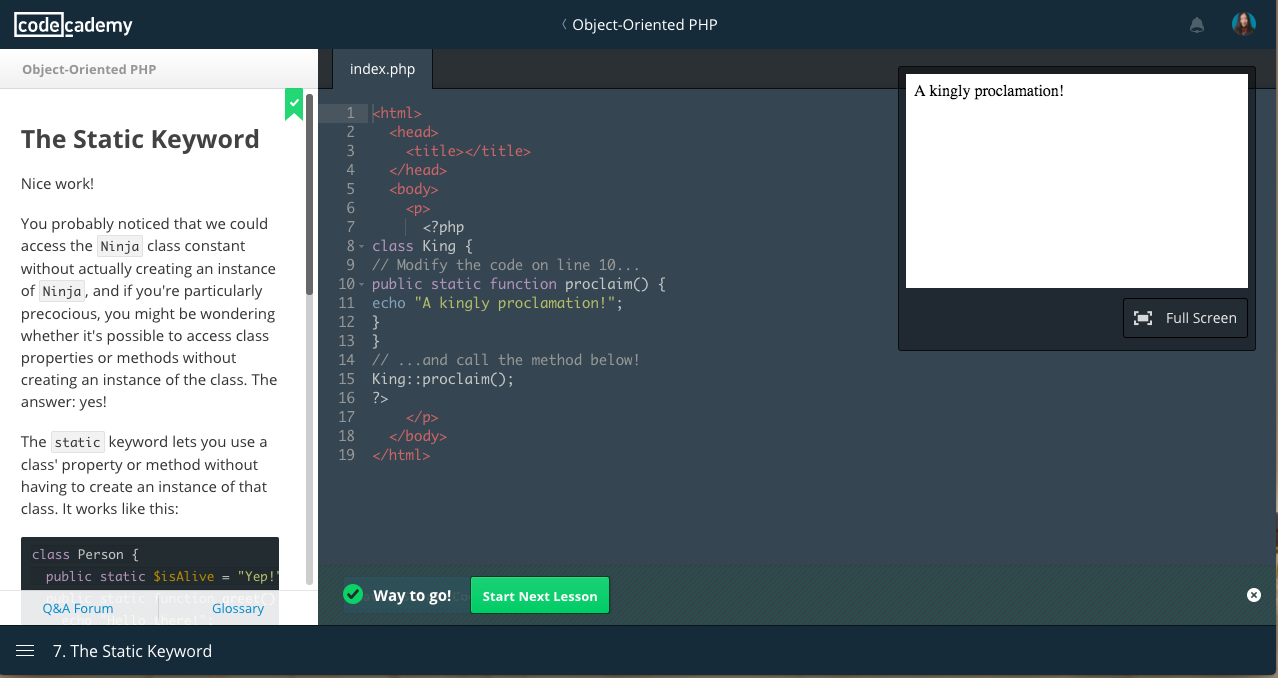 codecademy
Object-Oriented PHP
Object-Oriented PHP
The Static Keyword
Nice work!
You probably noticed that we could
access the Ninja class constant
without actually creating an instance
of Ninja, and if you're particularly
precocious, you might be wondering
whether it's possible to access class
properties or methods without
creating an instance of the class. The
answer: yes!
The static keyword lets you use a
class' property or method without
having to create an instance of that
class. It works like this:
class Person {
public static $isAlive = "Yep!"
public static function greet()
echo "Hello there!";
Q&A Forum
Glossary
index.php
1 <html>
2 <head>
3 <title></title>
4 </head>
5 <body>
6 <p>
7 <?php
8 class King {
9 // Modify the code on line 10...
10 public static function proclaim() {
11 echo "A kingly proclamation!";
12 }
13 }
14 // ...and call the method below!
15 King::proclaim();
16 ?>
17 </p>
18 </body>
19 </html>
A kingly proclamation!
Full Screen
Way to go!
Start Next Lesson
7. The Static Keyword